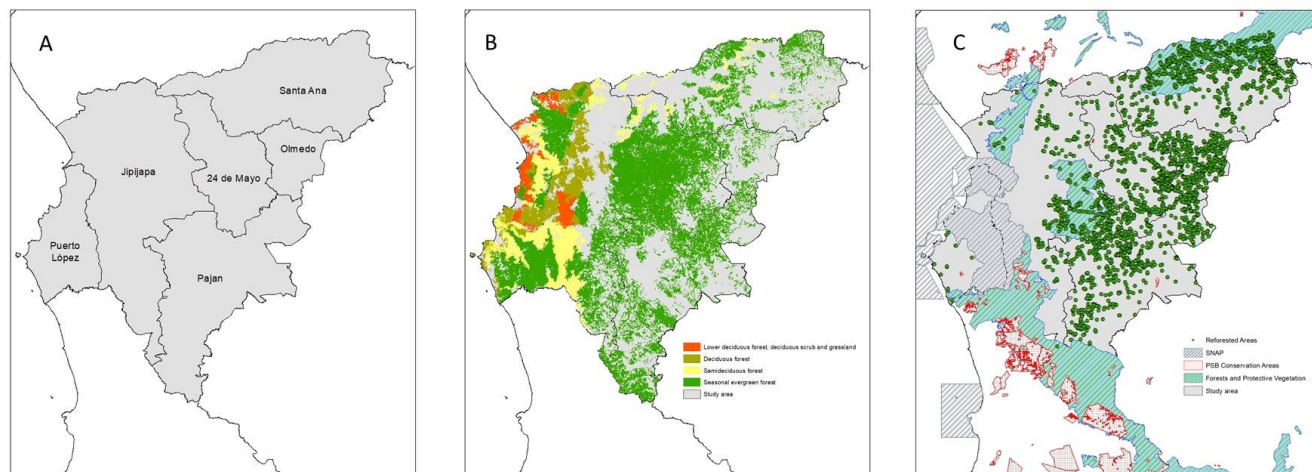 A
Santa Ana
Olmedo
Jipijapa
24 de Mayo
Puerto
López
Pajan
B
Lower deciduous forest, deciduous scrub and grassland
Deciduous forest
Semideciduous forest
Seasonal evergreen forest
Study area
C
Reforested Areas
SNAP
PSB Conservation Areas
Forests and Protective Vegetation
Study area